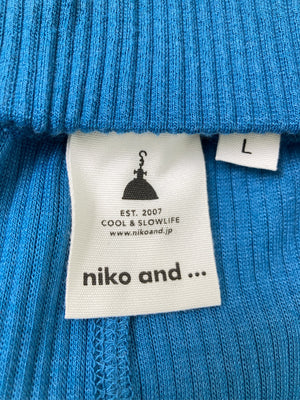 L
EST. 2007
COOL & SLOWLIFE
www.nikoand.jp
niko and ...